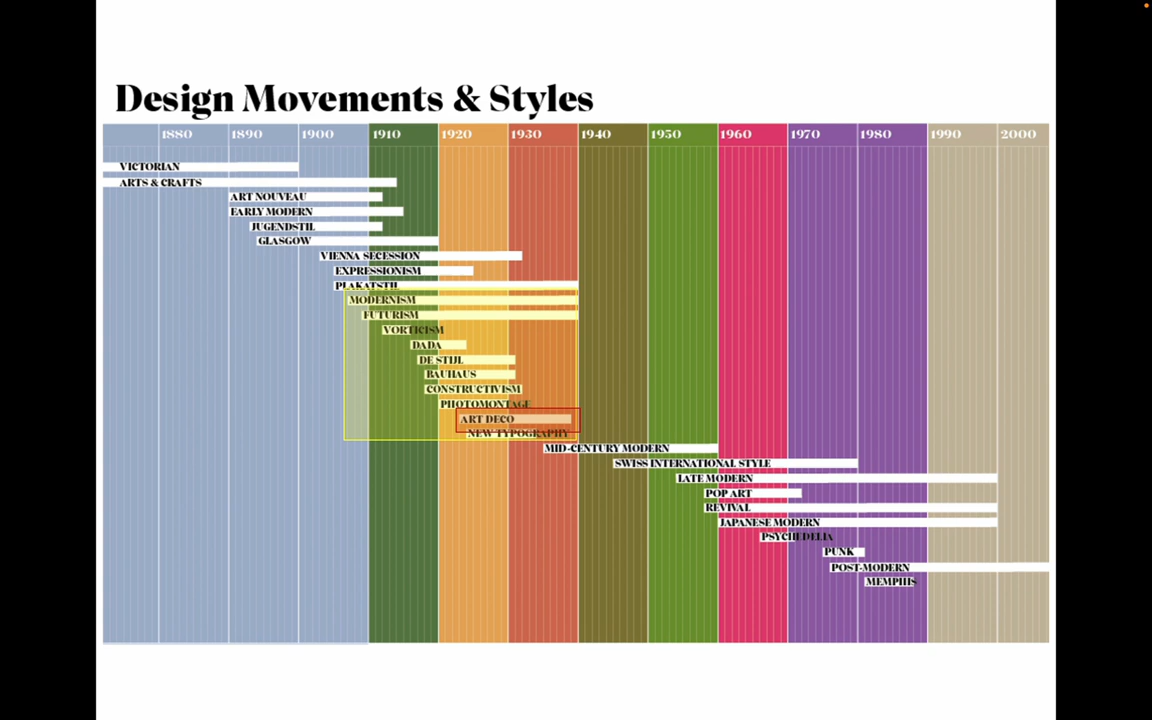 Design Movements & Styles
1880 1890 1900 1910 1920 1930 1940 1950 1960 1970 1980 1990 2000
VICTORIAN
ARTS & CRAFTS
ART NOUVEAU
EARLY MODERN
JUGENDSTIL
GLASGOW
VIENNA SECESSION
EXPRESSIONISM
PLAKATSTIL
MODERNISM
FUTURISM
VORTICISM
DADA
DE STIJL
BAUHAUS
CONSTRUCTIVISM
PHOTOMONTAGE
ART DECO
NEW TYPOGRAPHY
MID-CENTURY MODERN
SWISS INTERNATIONAL STYLE
LATE MODERN
POP ART
REVIVAL
JAPANESE MODERN
PSYCHEDELIA
PUNK
POST-MODERN
MEMPHIS